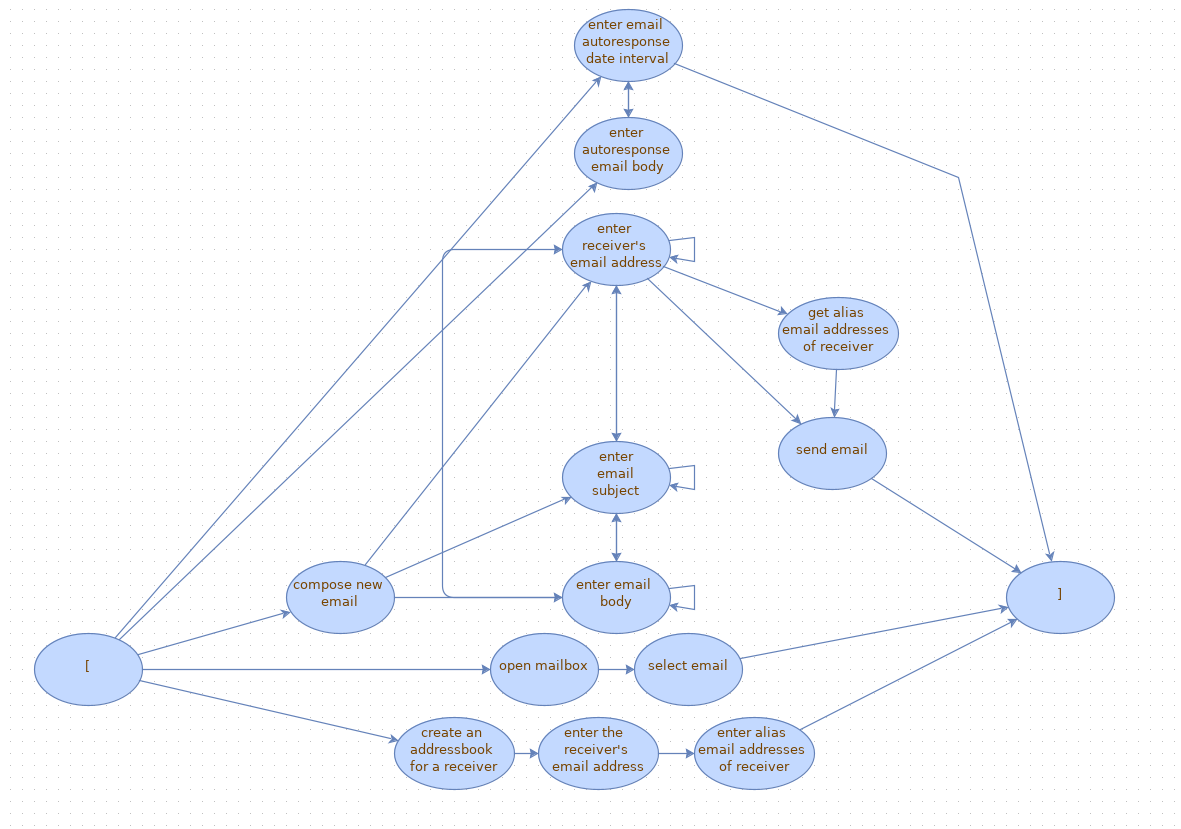 enter email
autoresponse
date interval
enter
autoresponse
email body
enter
receiver's
email address
get alias
email addresses
of receiver
send email
enter
email
subject
compose new
email
enter email
body
]
[
open mailbox
select email
create an
addressbook
for a receiver
enter the
receiver's
email address
enter alias
email addresses
of receiver